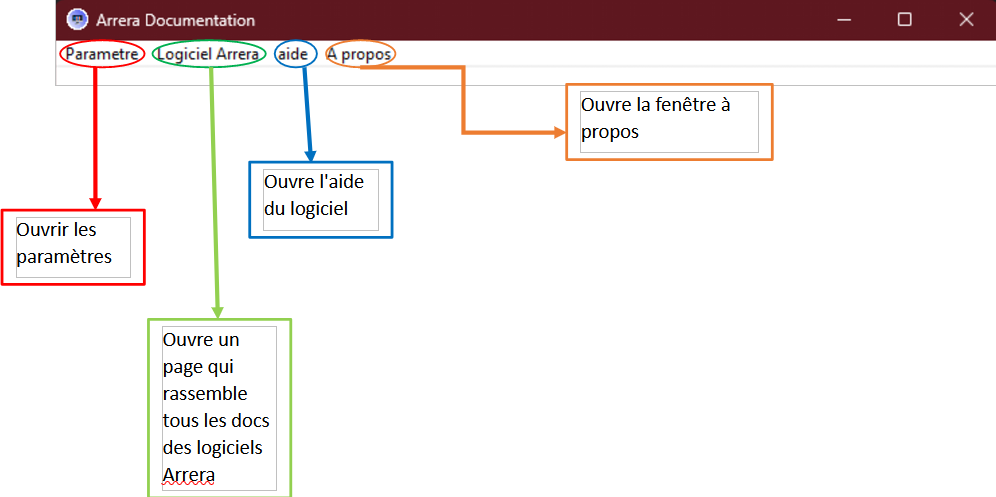 Arrera Documentation
Parametre Logiciel Arrera aide A propos
Ouvre la fenêtre à
propos
Ouvre l'aide
du logiciel
Ouvrir les
paramètres
Ouvre un
page qui
rassemble
tous les docs
des logiciels
Arrera